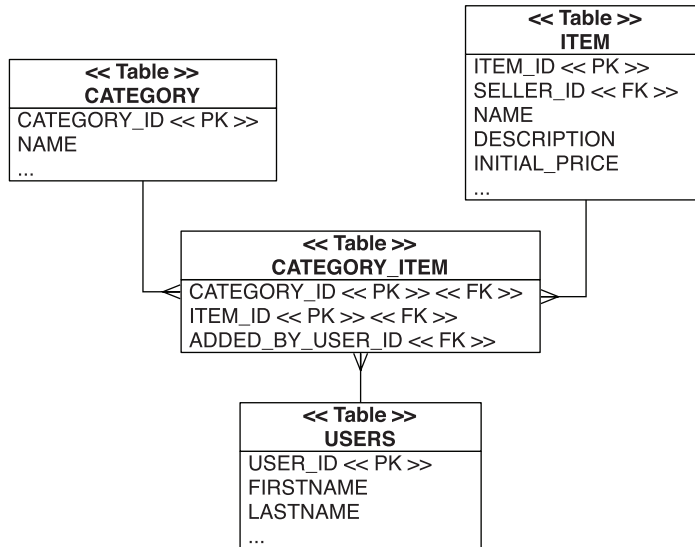 << Table >>
ITEM
ITEM_ID << PK >>
SELLER_ID << FK >>
NAME
DESCRIPTION
INITIAL_PRICE
...
<< Table >>
CATEGORY
CATEGORY_ID << PK >>
NAME
...
<< Table >>
CATEGORY_ITEM
CATEGORY_ID << PK >> << FK >>
ITEM_ID << PK >> << FK >>
ADDED_BY_USER_ID << FK >>
<< Table >>
USERS
USER_ID << PK >>
FIRSTNAME
LASTNAME
...